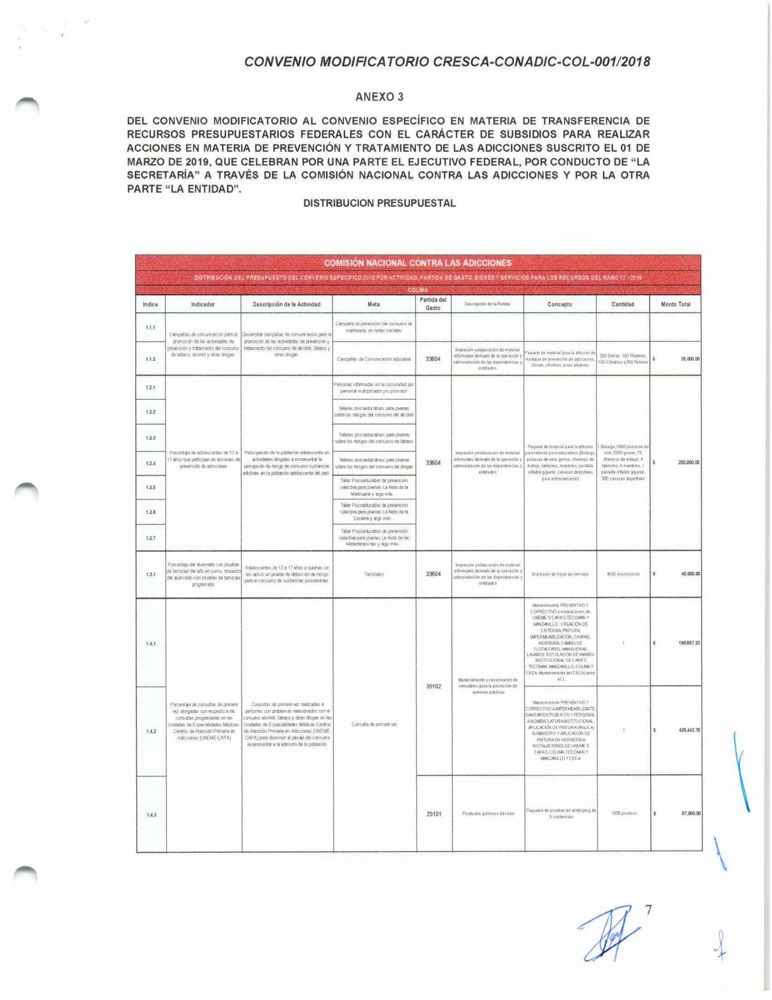 CONVENIO MODIFICATORIO CRESCA-CONADIC-COL-001/2018
ANEXO 3
DEL CONVENIO MODIFICATORIO AL CONVENIO ESPECÍFICO EN MATERIA DE TRANSFERENCIA DE
RECURSOS PRESUPUESTARIOS FEDERALES CON EL CARÁCTER DE SUBSIDIOS PARA REALIZAR
ACCIONES EN MATERIA DE PREVENCIÓN Y TRATAMIENTO DE LAS ADICCIONES SUSCRITO EL 01 DE
MARZO DE 2019, QUE CELEBRAN POR UNA PARTE EL EJECUTIVO FEDERAL, POR CONDUCTO DE “LA
SECRETARÌA” A TRAVÉS DE LA COMISIÓN NACIONAL CONTRA LAS ADICCIONES Y POR LA OTRA
PARTE “LA ENTIDAD”.
DISTRIBUCION PRESUPUESTAL
COMISIÓN NACIONAL CONTRA LAS ADICCIONES
DISTRIBUCIÓN DEL PRESUPUESTO DEL CONVENIO ESPECÍFICO 2019 POR ACTIVIDAD, PARTIDA DE GASTO, BIENES Y SERVICIOS PARA LOS RECURSOS DEL RAMO 12 - 2019
COLIMA
Indice
Indicador
Descripción de la Actividad
Meta
Partida del
Gasto
Descripción de la Partida
Concepto
Cantidad
Monto Total
1.1.1
Campañas de comunicación para la
promoción de las actividades de
prevención y tratamiento del consumo
de tabaco, alcohol y otras drogas.
Desarrollar campañas de comunicación para la
promoción de las actividades de prevención y
tratamiento del consumo de alcohol, tabaco y
otras drogas
Campaña de prevención del consumo de
marihuana, en redes sociales
1.1.2
Campañas de Comunicación educativa
33604
Impresión y elaboración de material
informativo derivado de la operación y
administración de las dependencias y
entidades
Paquete de material para la difusión de
medidas de prevención de adicciones.
Gorras, cilindros, tazas playeras
200 Gorras, 100 Playeras,
150 Cilindros y 200 Pelotas
$ 35,000.00
1.2.1
Personas informadas en la comunidad por
personal multiplicador y/o promotor
1.2.2
Talleres psicoeducativos para jóvenes
sobre los riesgos del consumo del alcohol
1.2.3
Talleres psicoeducativos para jóvenes
sobre los riesgos del consumo de tabaco
1.2.4
Porcentaje de adolescentes de 12 a
17 años que participan en acciones de
prevención de adicciones
Participación de la población adolescente en
actividades dirigidas a incrementar la
percepción de riesgo de consumir sustancias
adictivas en la población adolescente del país.
Talleres psicoeducativos para jóvenes
sobre los riesgos del consumo de drogas
33604
Impresión y elaboración de material
informativo derivado de la operación y
administración de las dependencias y
entidades
Paquete de material para la difusión
para talleres psicoeducativos (Botarga,
pulseras de vinil, gorras, chalecos de
trabajo, tablones, manteles, pantalla
inflable gigante, casacas deportivas
para entrenamiento)
1 Botarga, 5000 pulseras de
vinil, 2500 gorras, 70
chalecos de trabajo, 4
tablones, 4 manteles, 1
pantalla inflable gigante,
300 casacas deportivas
$ 200,000.00
1.2.5
Taller Psicoeducativo de prevención
selectiva para jóvenes La Neta de la
Marihuana y algo más...
1.2.6
Taller Psicoeducativo de prevención
selectiva para jóvenes La Neta de la
Cocaína y algo más...
1.2.7
Taller Psicoeducativo de prevención
selectiva para jóvenes La Neta de las
Metanfetaminas y algo más...
1.3.1
Porcentaje del alumnado con pruebas
de tamizaje del año en curso, respecto
del alumnado con pruebas de tamizaje
programado
Adolescentes de 12 a 17 años a quienes se
les aplicó un prueba de detección de riesgo
para el consumo de sustancias psicoactivas.
Tamizajes
33604
Impresión y elaboración de material
informativo derivado de la operación y
administración de las dependencias y
entidades
Impresión de hojas de tamizaje
4000 impresiones
$ 40,000.00
1.4.1
Mantenimiento PREVENTIVO Y
CORRECTIVO a instalaciones de
UNEME´S CAPA'S TECOMAN Y
MANZANILLO. CREACIÓN DE
CISTERNA, PINTURA,
IMPERMEABILIZACION, CHAPAS,
HERRERÍA, CAMBIO DE
FLOTADORES, MANGUERAS,
LAVABOS. ROTULACIÓN DE IMAGEN
INSTITUCIONAL DE CAPA'S
TECOMAN, MANZANILLO, COLIMA Y
CECA, Mantenimiento del CECA (aires
ac.)
1
$ 199,667.23
35102
Mantenimiento y conservación de
inmuebles para la prestación de
servicios públicos
1.4.2
Porcentaje de consultas de primera
vez otorgadas con respecto a las
consultas programadas en las
Unidades de Especialidades Médicas-
Centros de Atención Primaria en
Adicciones (UNEME-CAPA)
Consultas de primera vez realizadas a
personas con problemas relacionados con el
consumo alcohol, tabaco y otras drogas en las
Unidades de Especialidades Médicas-Centros
de Atención Primaria en Adicciones (UNEME-
CAPA) para disminuir el pasaje del consumo
experimental a la adicción de la población
Consulta de primera vez
Mantenimiento PREVENTIVO Y
CORRECTIVO A IMPERMEABILIZANTE,
SANITARIOS PUBLICOS Y PERSONAL,
A NOMENCLATURA INSTITUCIONAL,
APLICACIÓN DE PINTURA VINILICA,
SUMINISTRO Y APLICACIÓN DE
PINTURA EN HERRERÍA A
INSTALACIONES DE UNEME´S
CAPA'S COLIMA, TECOMAN Y
MANZANILLO Y CECA
1
$ 428,442.76
1.4.3
25101
Productos químicos básicos
Paquetes de pruebas de antidoping de
5 sustancias
1000 pruebas
$ 87,000.00
7